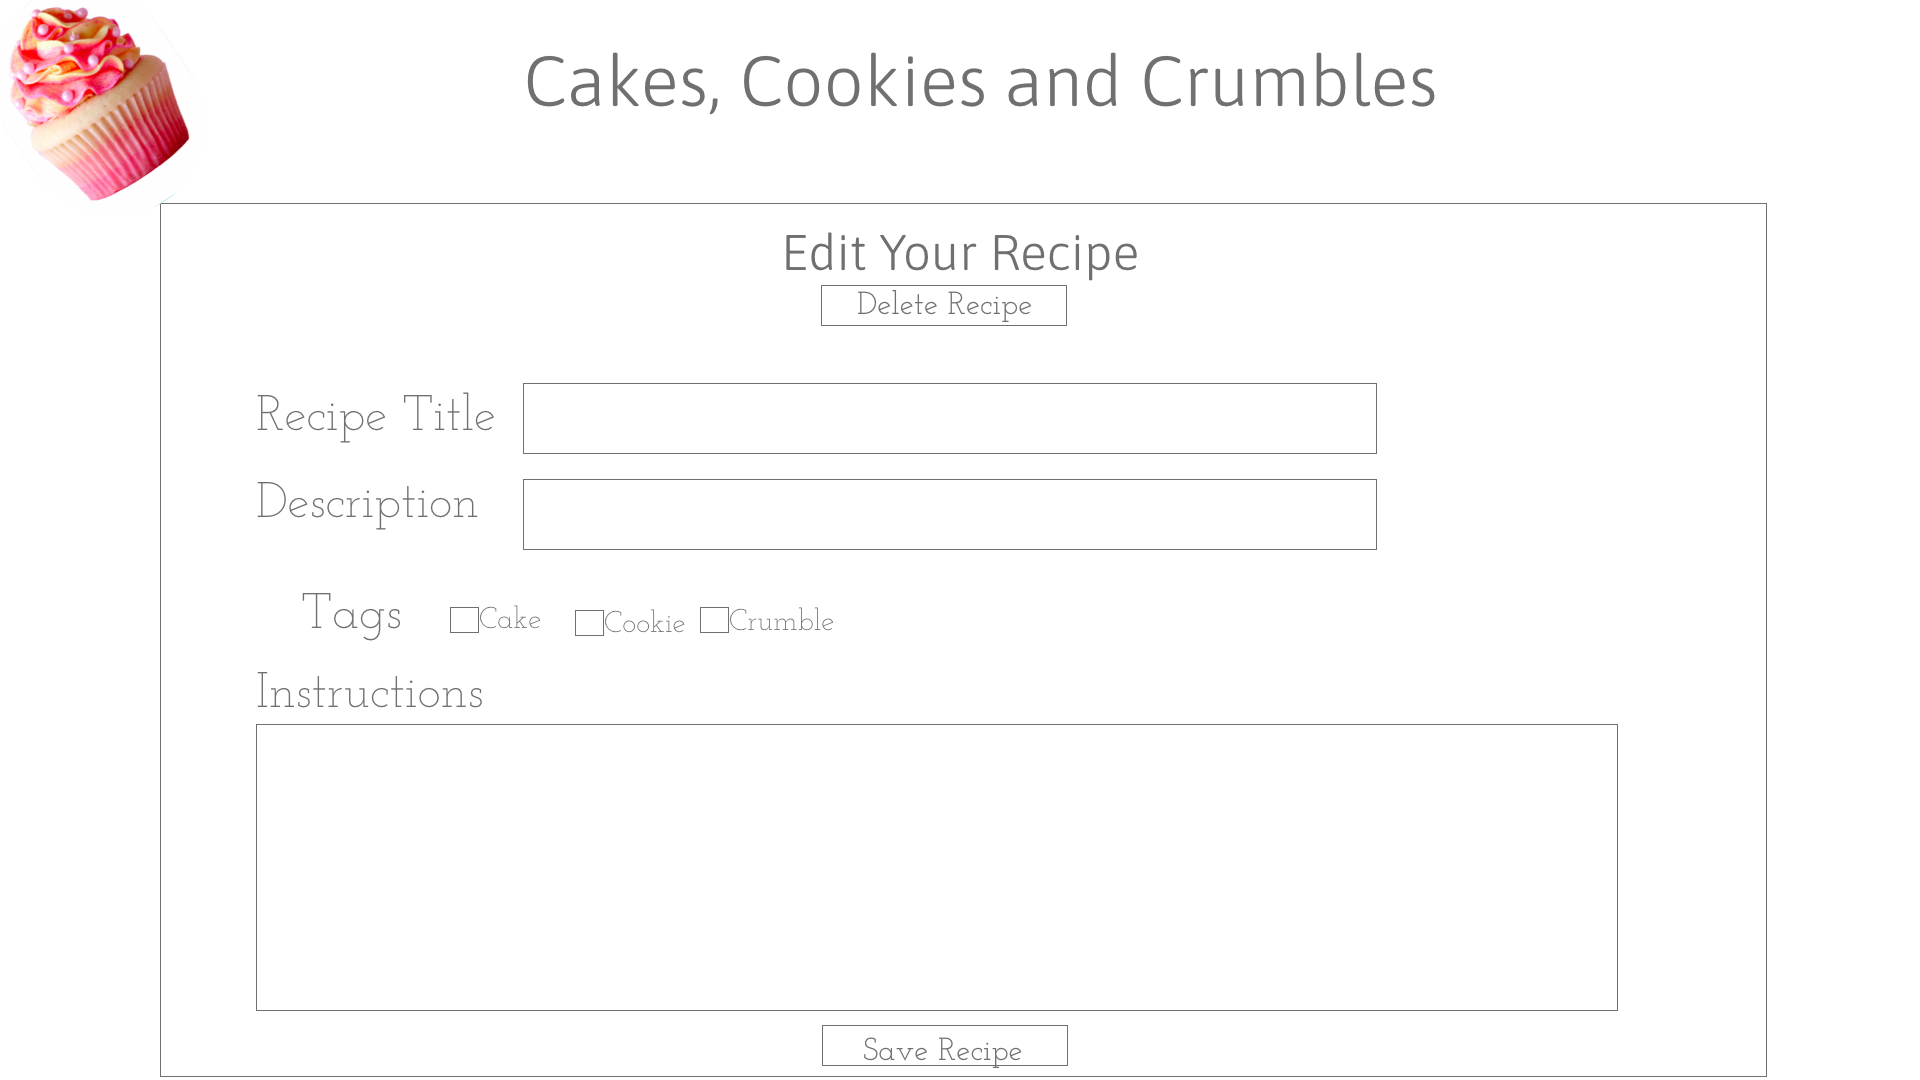 Cakes, Cookies and Crumbles
Edit Your Recipe
Delete Recipe
Recipe Title
Description
Tags Cake Cookie Crumble
Instructions
Save Recipe